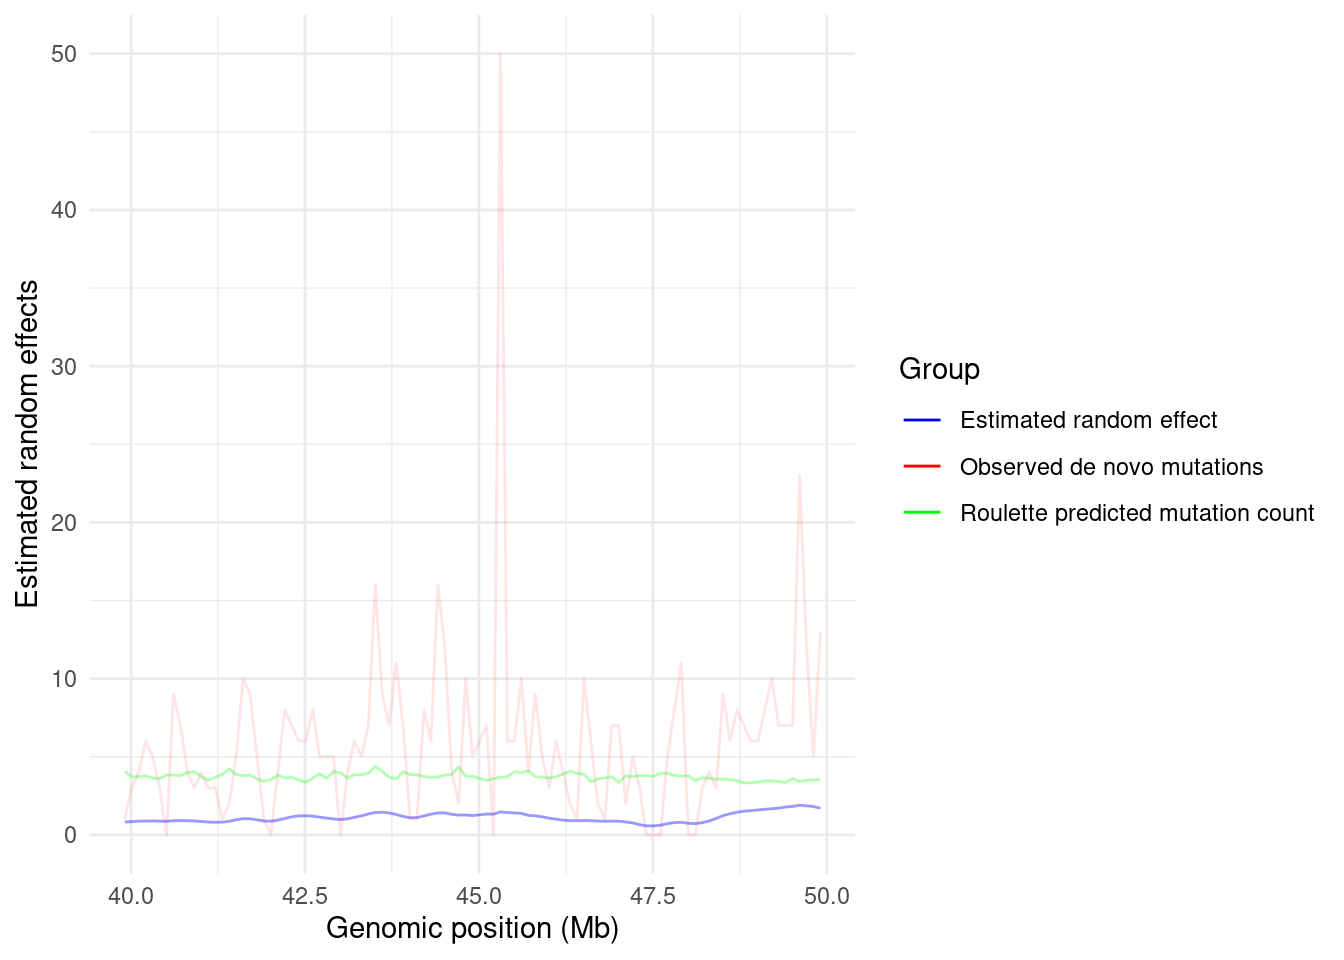 50
40
30
20
10
0
Estimated random effects
40.0 42.5 45.0 47.5 50.0
Genomic position (Mb)
Group
Estimated random effect
Observed de novo mutations
Roulette predicted mutation count